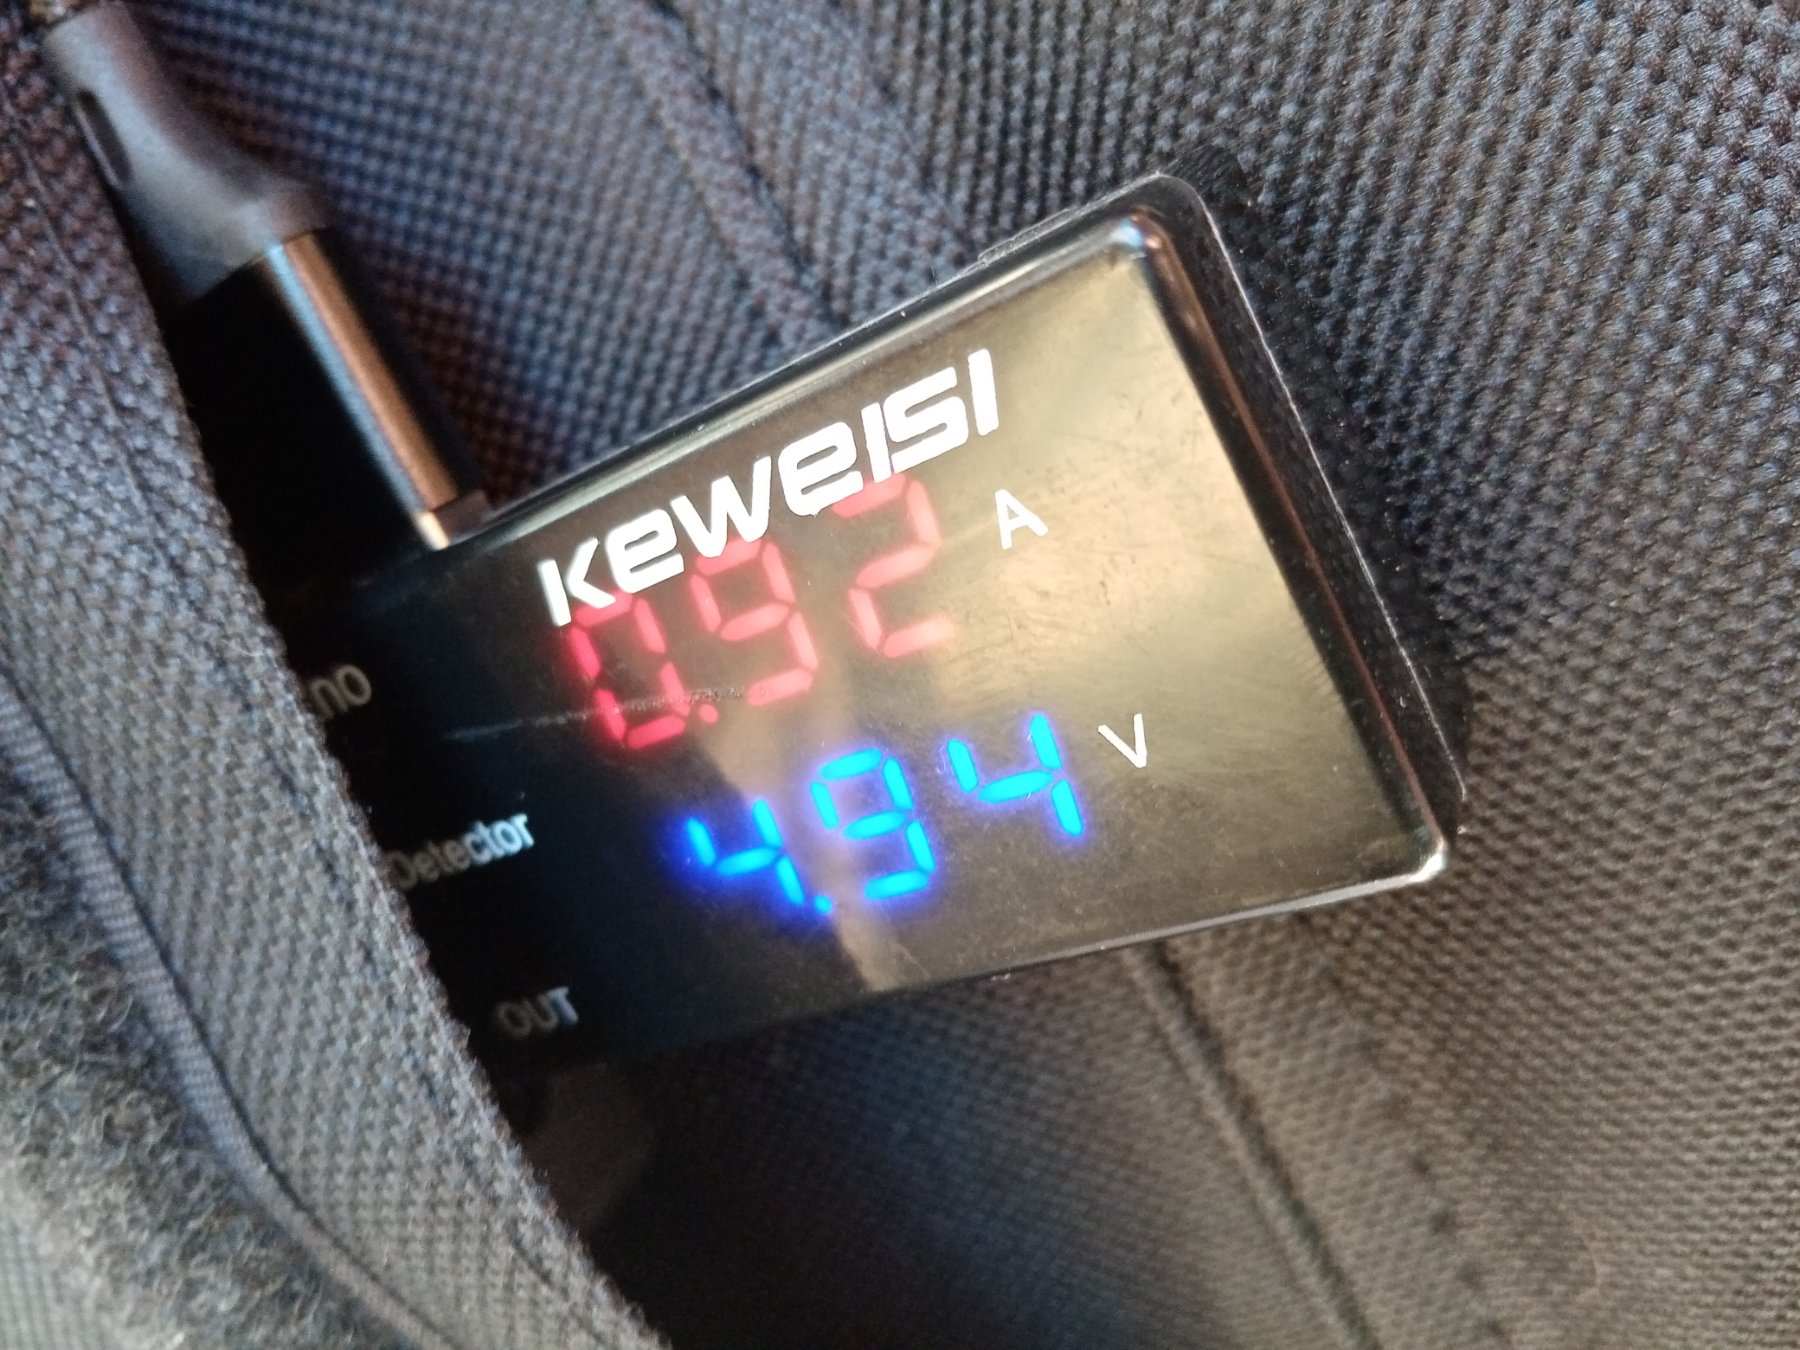 KEWEISI
0.92 A
4.94 V
Detector
OUT